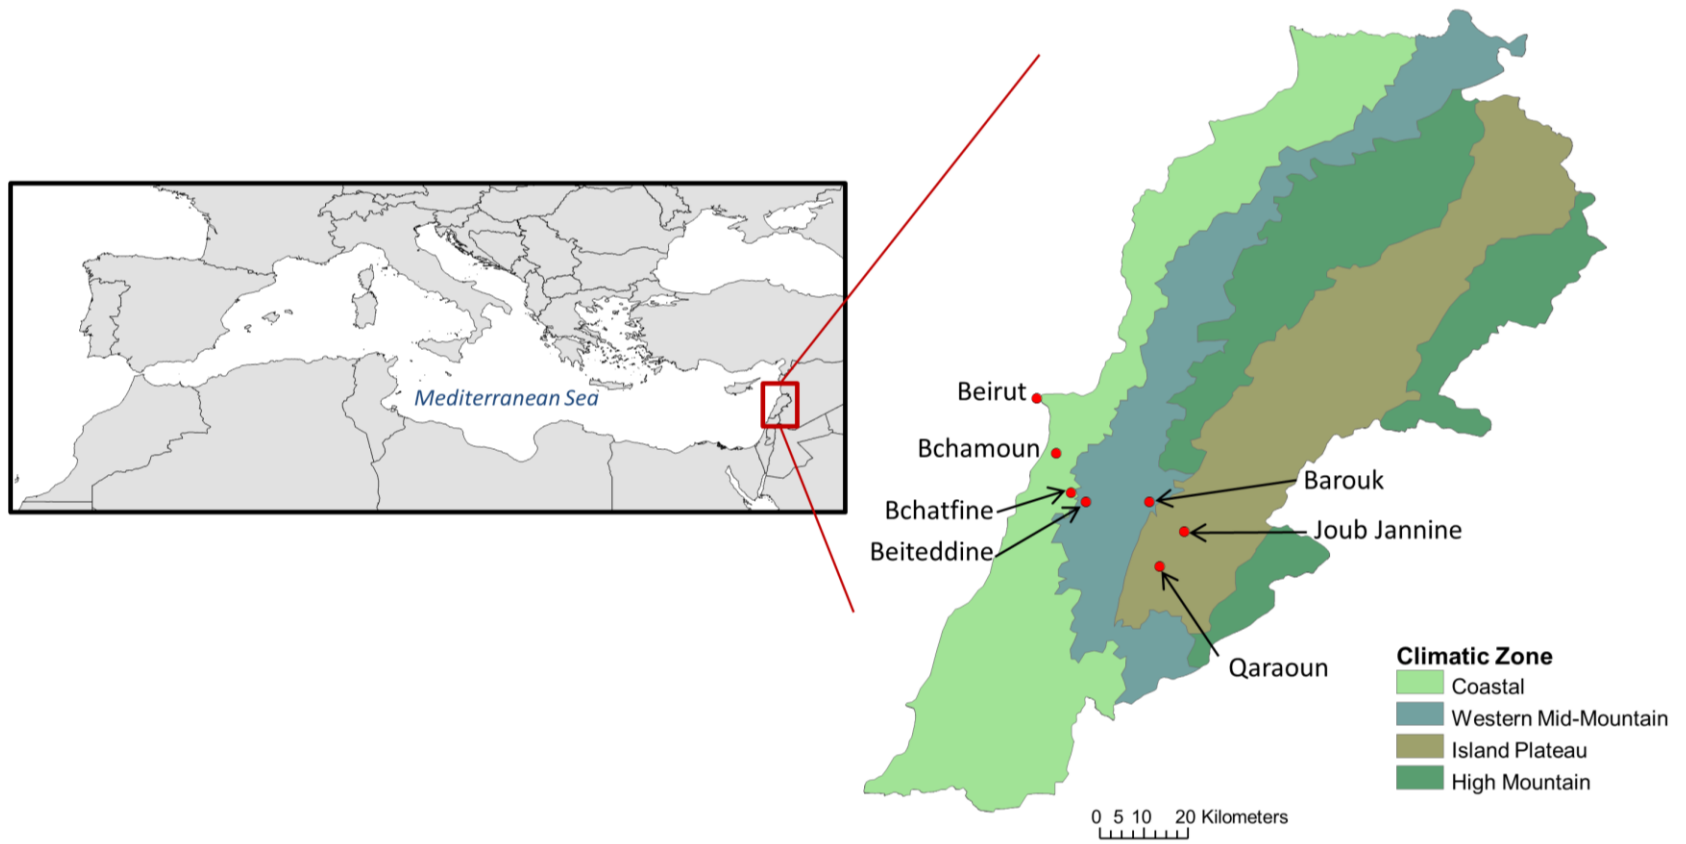 Mediterranean Sea
Beirut
Bchamoun
Bchatfine
Beiteddine
Barouk
Joub Jannine
Qaraoun
Climatic Zone
Coastal
Western Mid-Mountain
Island Plateau
High Mountain
0 5 10 20 Kilometers